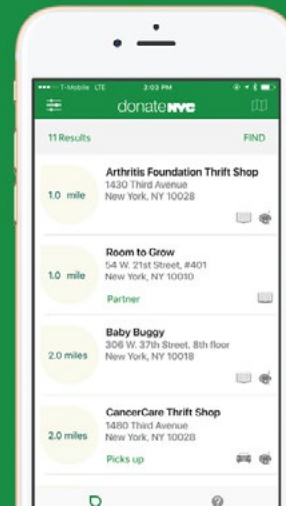 T-Mobile LTE 3:03 PM
donateNYC
11 Results FIND
Arthritis Foundation Thrift Shop
1.0 mile
1430 Third Avenue
New York, NY 10028
Room to Grow
1.0 mile
54 W. 21st Street, #401
New York, NY 10010
Partner
Baby Buggy
2.0 miles
306 W. 37th Street, 8th floor
New York, NY 10018
CancerCare Thrift Shop
2.0 miles
1480 Third Avenue
New York, NY 10028
Picks up